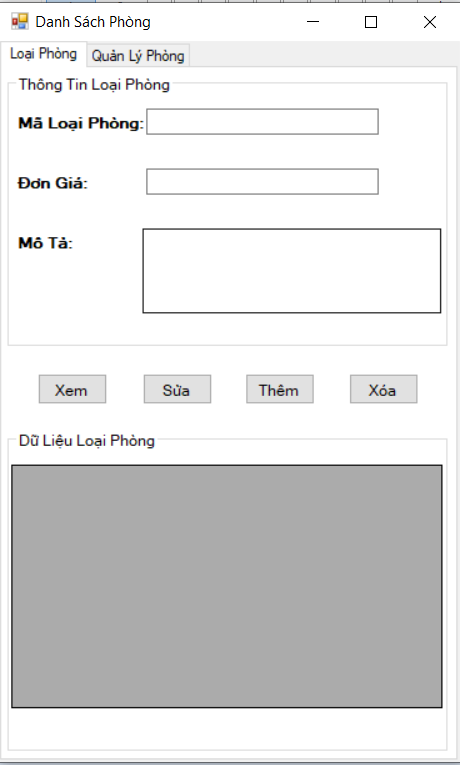 Danh Sách Phòng
Loại Phòng Quản Lý Phòng
Thông Tin Loại Phòng
Mã Loại Phòng:
Đơn Giá:
Mô Tả:
Xem Sửa Thêm Xóa
Dữ Liệu Loại Phòng